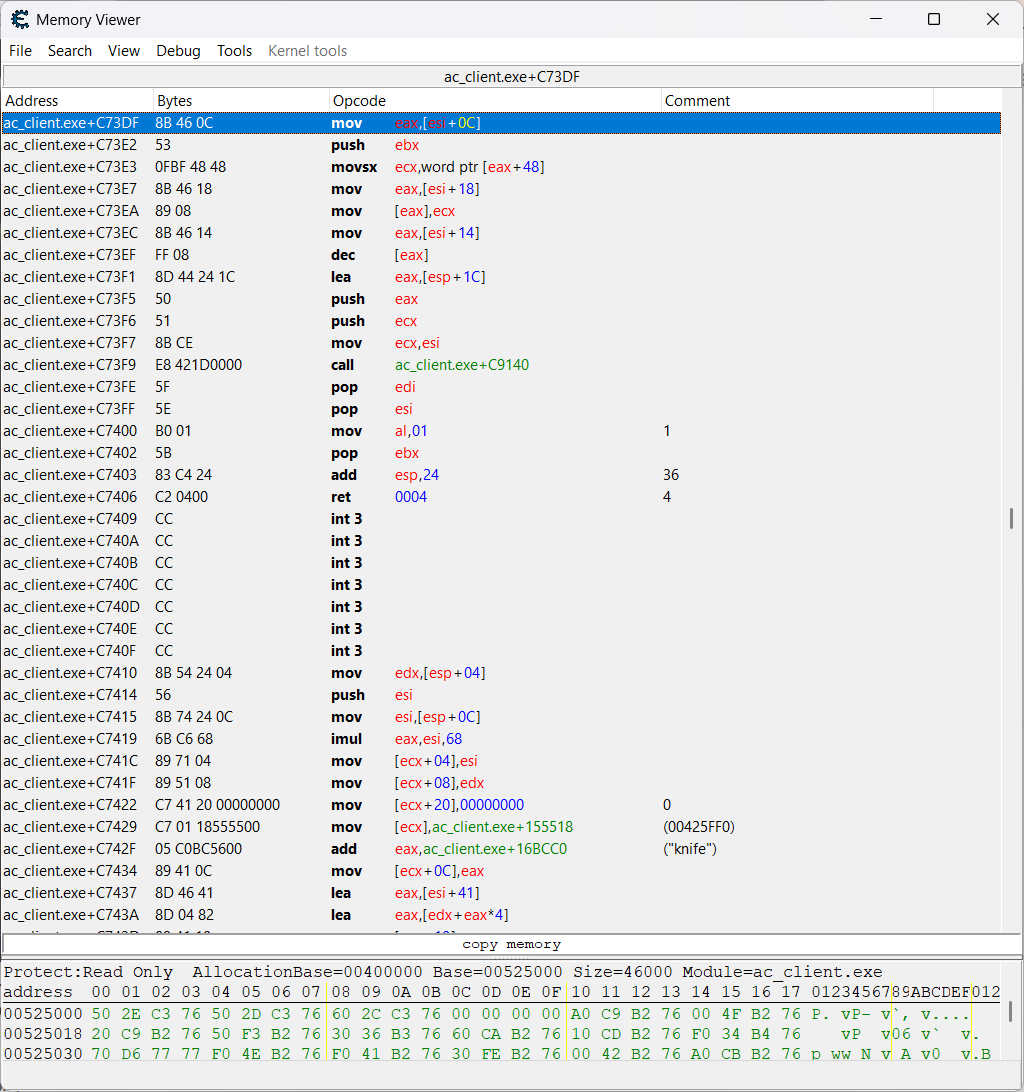 Memory Viewer
File Search View Debug Tools Kernel tools
ac_client.exe+C73DF
Address Bytes Opcode Comment
ac_client.exe+C73DF 8B 46 0C mov eax,[esi+0C]
ac_client.exe+C73E2 53 push ebx
ac_client.exe+C73E3 0FBF 48 48 movsx ecx,word ptr [eax+48]
ac_client.exe+C73E7 8B 46 18 mov eax,[esi+18]
ac_client.exe+C73EA 89 08 mov [eax],ecx
ac_client.exe+C73EC 8B 46 14 mov eax,[esi+14]
ac_client.exe+C73EF FF 08 dec [eax]
ac_client.exe+C73F1 8D 44 24 1C lea eax,[esp+1C]
ac_client.exe+C73F5 50 push eax
ac_client.exe+C73F6 51 push ecx
ac_client.exe+C73F7 8B CE mov ecx,esi
ac_client.exe+C73F9 E8 421D0000 call ac_client.exe+C9140
ac_client.exe+C73FE 5F pop edi
ac_client.exe+C73FF 5E pop esi
ac_client.exe+C7400 B0 01 mov al,01 1
ac_client.exe+C7402 5B pop ebx
ac_client.exe+C7403 83 C4 24 add esp,24 36
ac_client.exe+C7406 C2 0400 ret 0004 4
ac_client.exe+C7409 CC int 3
ac_client.exe+C740A CC int 3
ac_client.exe+C740B CC int 3
ac_client.exe+C740C CC int 3
ac_client.exe+C740D CC int 3
ac_client.exe+C740E CC int 3
ac_client.exe+C740F CC int 3
ac_client.exe+C7410 8B 54 24 04 mov edx,[esp+04]
ac_client.exe+C7414 56 push esi
ac_client.exe+C7415 8B 74 24 0C mov esi,[esp+0C]
ac_client.exe+C7419 6B C6 68 imul eax,esi,68
ac_client.exe+C741C 89 71 04 mov [ecx+04],esi
ac_client.exe+C741F 89 51 08 mov [ecx+08],edx
ac_client.exe+C7422 C7 41 20 00000000 mov [ecx+20],00000000 0
ac_client.exe+C7429 C7 01 18555500 mov [ecx],ac_client.exe+155518 (00425FF0)
ac_client.exe+C742F 05 C0BC5600 add eax,ac_client.exe+16BCC0 ("knife")
ac_client.exe+C7434 89 41 0C mov [ecx+0C],eax
ac_client.exe+C7437 8D 46 41 lea eax,[esi+41]
ac_client.exe+C743A 8D 04 82 lea eax,[edx+eax*4]
copy memory
Protect:Read Only AllocationBase=00400000 Base=00525000 Size=46000 Module=ac_client.exe
address 00 01 02 03 04 05 06 07 08 09 0A 0B 0C 0D 0E 0F 10 11 12 13 14 15 16 17 0123456789ABCDEF012
00525000 50 2E C3 76 50 2D C3 76 60 2C C3 76 00 00 00 00 A0 C9 B2 76 00 4F B2 76 P. vP- v`, v....
00525018 20 C9 B2 76 50 F3 B2 76 30 36 B3 76 60 CA B2 76 10 CD B2 76 F0 34 B4 76 vP v06 v` v.
00525030 70 D6 77 77 F0 4E B2 76 F0 41 B2 76 30 FE B2 76 00 42 B2 76 A0 CB B2 76 p ww N v A v0 v.B